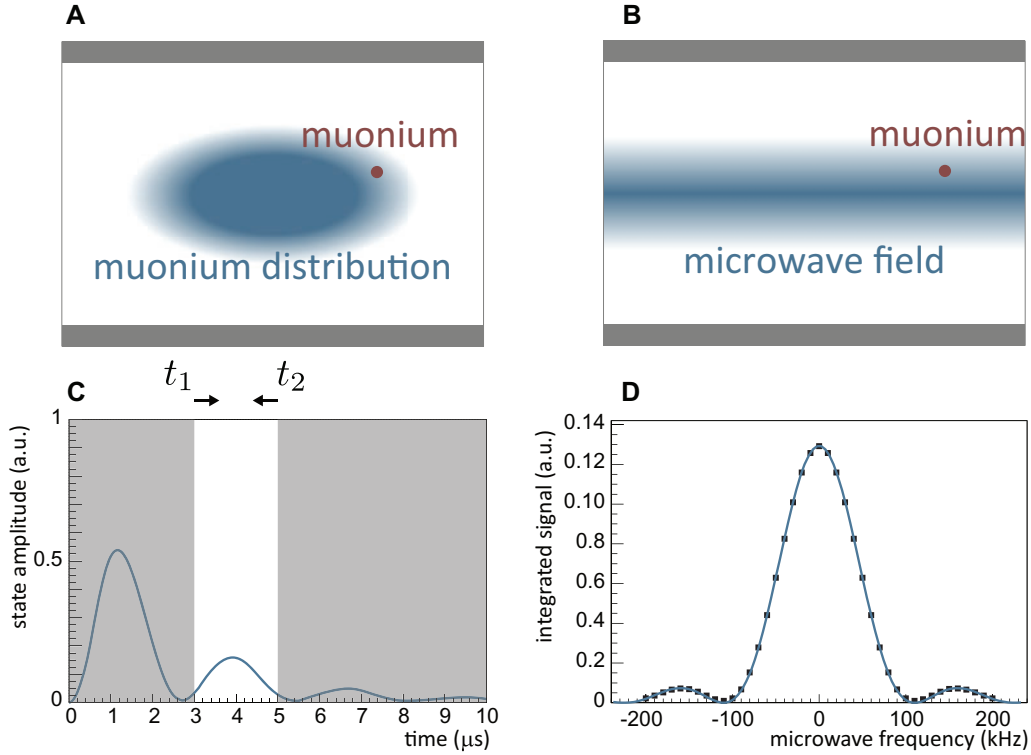 A
muonium
muonium distribution
B
muonium
microwave field
C
t1
t2
state amplitude (a.u.)
1
0.5
0
0 1 2 3 4 5 6 7 8 9 10
time (μs)
D
integrated signal (a.u.)
0.14
0.12
0.10
0.8
0.6
0.4
0.2
0
-200 -100 0 100 200
microwave frequency (kHz)